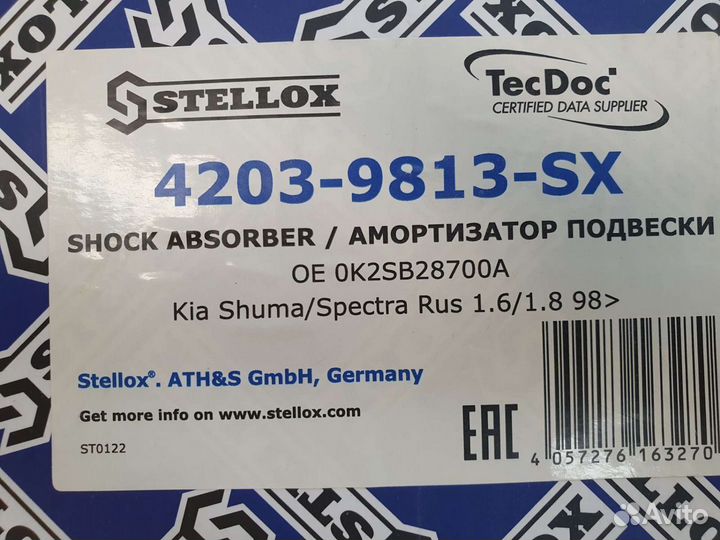 STELLOX
TecDoc
CERTIFIED DATA SUPPLIER
4203-9813-SX
SHOCK ABSORBER / АМОРТИЗАТОР ПОДВЕСКИ
OE 0K2SB28700A
Kia Shuma/Spectra Rus 1.6/1.8 98>
Stellox®. ATH&S GmbH, Germany
Get more info on www.stellox.com
ST0122
EAC
4 057276 163270
Avito